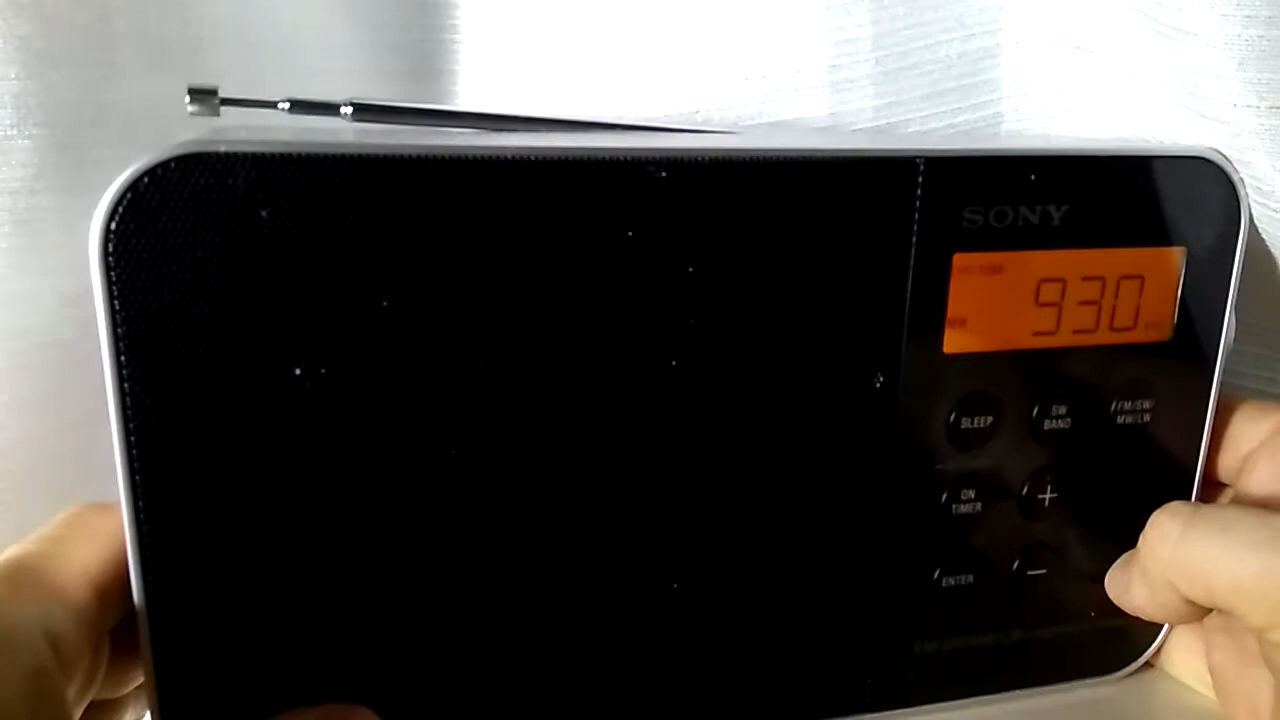 SONY
930
SLEEP
SW
BAND
FM/SW/
MW/LW
ON
TIMER
+
ENTER
−